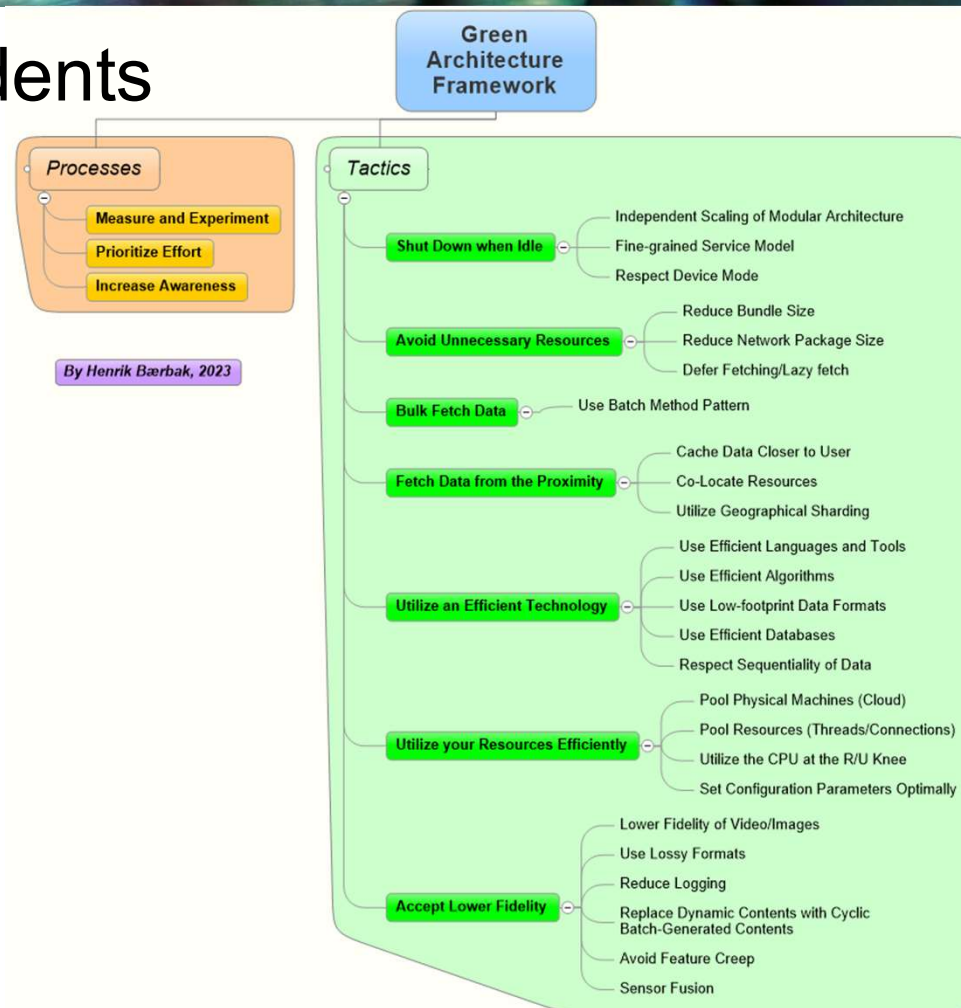 dents
Green
Architecture
Framework
Processes
Measure and Experiment
Prioritize Effort
Increase Awareness
By Henrik Bærbak, 2023
Tactics
Shut Down when Idle
Independent Scaling of Modular Architecture
Fine-grained Service Model
Respect Device Mode
Avoid Unnecessary Resources
Reduce Bundle Size
Reduce Network Package Size
Defer Fetching/Lazy fetch
Bulk Fetch Data
Use Batch Method Pattern
Fetch Data from the Proximity
Cache Data Closer to User
Co-Locate Resources
Utilize Geographical Sharding
Utilize an Efficient Technology
Use Efficient Languages and Tools
Use Efficient Algorithms
Use Low-footprint Data Formats
Use Efficient Databases
Respect Sequentiality of Data
Utilize your Resources Efficiently
Pool Physical Machines (Cloud)
Pool Resources (Threads/Connections)
Utilize the CPU at the R/U Knee
Set Configuration Parameters Optimally
Accept Lower Fidelity
Lower Fidelity of Video/Images
Use Lossy Formats
Reduce Logging
Replace Dynamic Contents with Cyclic
Batch-Generated Contents
Avoid Feature Creep
Sensor Fusion